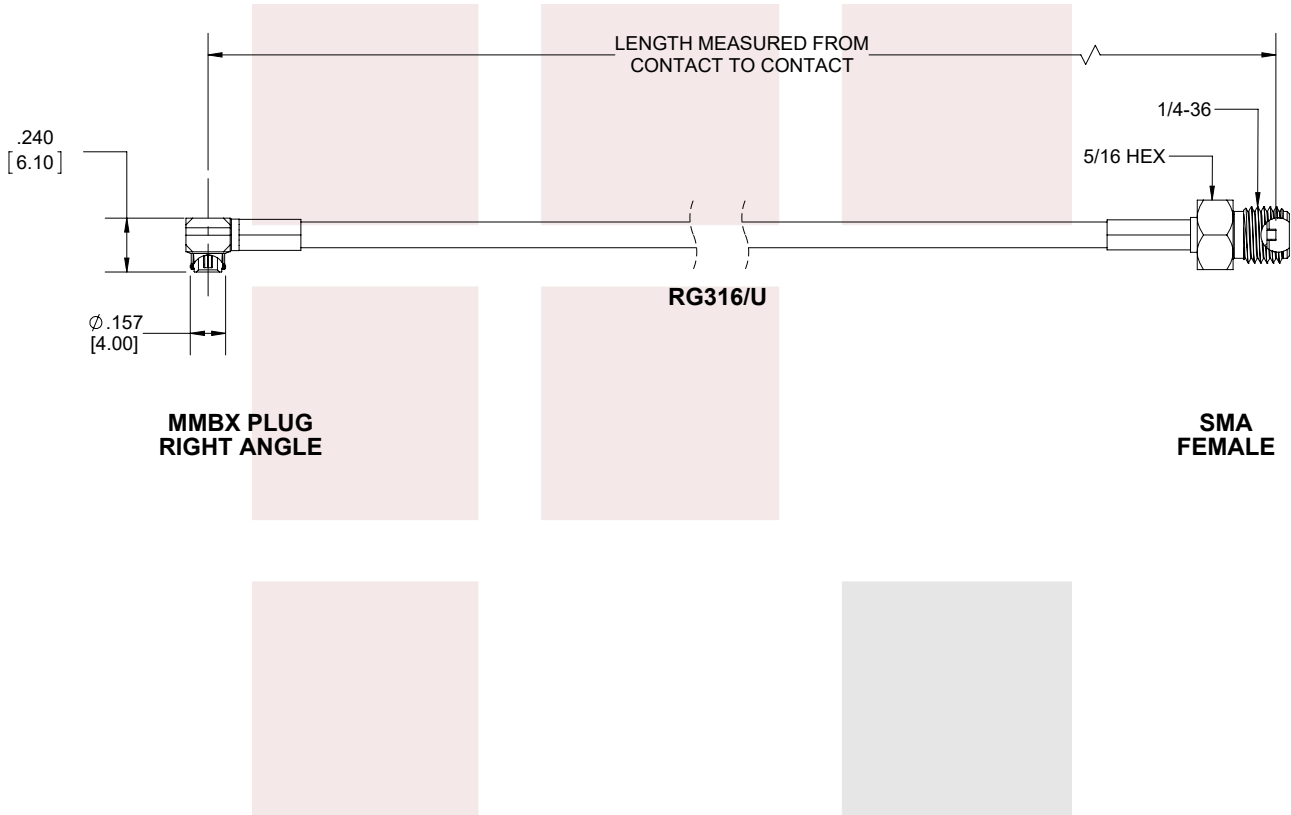 LENGTH MEASURED FROM
CONTACT TO CONTACT
1/4-36
.240
[6.10]
5/16 HEX
RG316/U
⌀.157
[4.00]
MMBX PLUG
RIGHT ANGLE
SMA
FEMALE